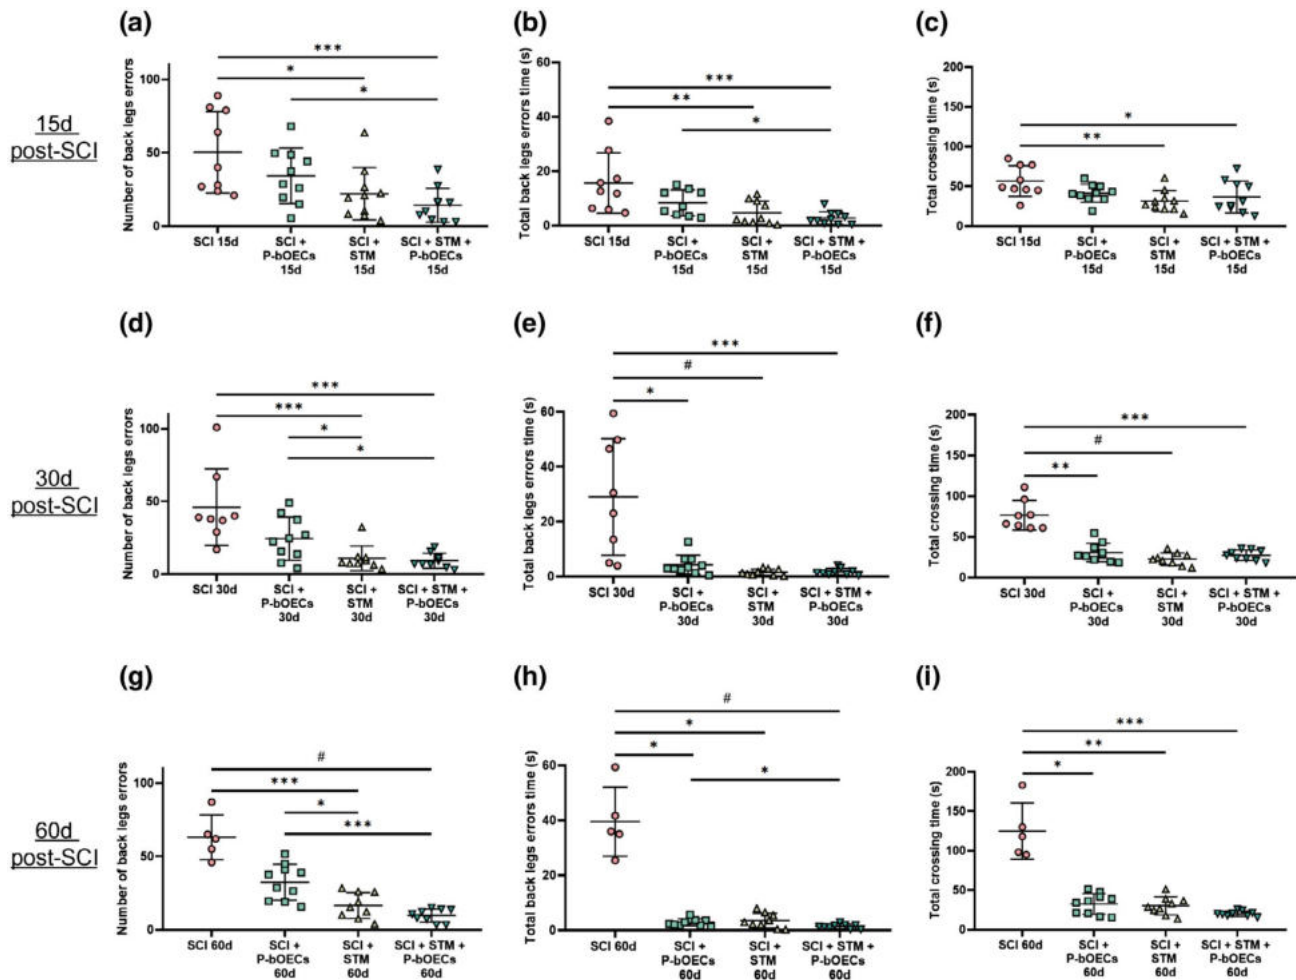 (a)
(b)
(c)
15d
post-SCI
Number of back legs errors
100
50
0
***
*
*
SCI 15d
SCI +
P-bOECs
15d
SCI +
STM
15d
SCI + STM +
P-bOECs
15d
Total back legs errors time (s)
60
40
20
0
***
**
*
SCI 15d
SCI +
P-bOECs
15d
SCI +
STM
15d
SCI + STM +
P-bOECs
15d
Total crossing time (s)
200
150
100
50
0
*
**
SCI 15d
SCI +
P-bOECs
15d
SCI +
STM
15d
SCI + STM +
P-bOECs
15d
(d)
(e)
(f)
30d
post-SCI
Number of back legs errors
100
50
0
***
***
*
*
SCI 30d
SCI +
P-bOECs
30d
SCI +
STM
30d
SCI + STM +
P-bOECs
30d
Total back legs errors time (s)
60
40
20
0
***
#
*
SCI 30d
SCI +
P-bOECs
30d
SCI +
STM
30d
SCI + STM +
P-bOECs
30d
Total crossing time (s)
200
150
100
50
0
***
#
**
SCI 30d
SCI +
P-bOECs
30d
SCI +
STM
30d
SCI + STM +
P-bOECs
30d
(g)
(h)
(i)
60d
post-SCI
Number of back legs errors
100
50
0
#
***
*
***
SCI 60d
SCI +
P-bOECs
60d
SCI +
STM
60d
SCI + STM +
P-bOECs
60d
Total back legs errors time (s)
60
40
20
0
#
*
*
*
SCI 60d
SCI +
P-bOECs
60d
SCI +
STM
60d
SCI + STM +
P-bOECs
60d
Total crossing time (s)
200
150
100
50
0
***
**
*
SCI 60d
SCI +
P-bOECs
60d
SCI +
STM
60d
SCI + STM +
P-bOECs
60d